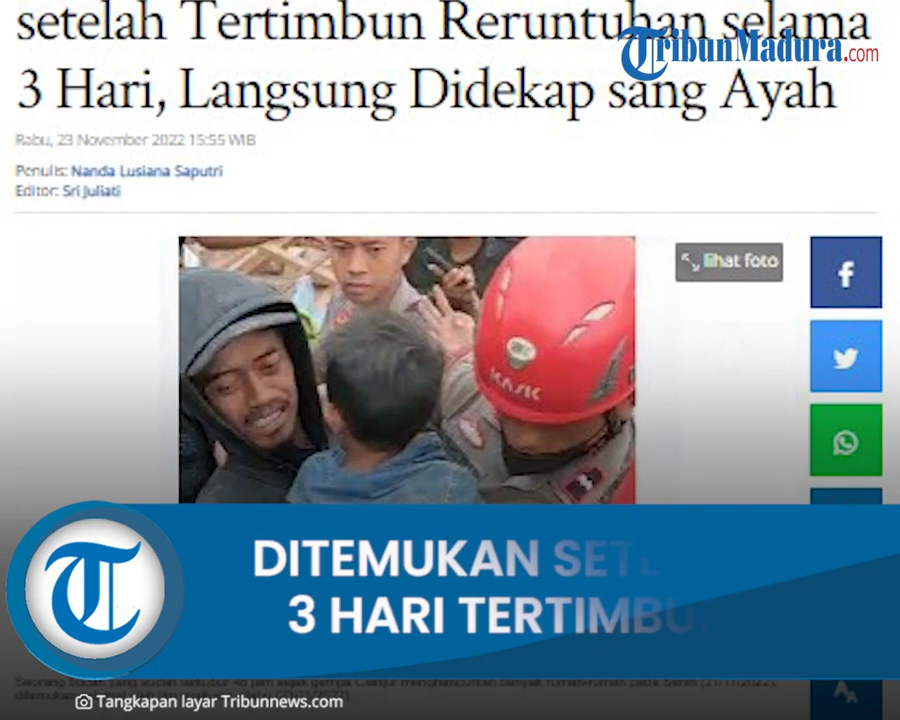 setelah Tertimbun Reruntuhan selama
TribunMadura.com
3 Hari, Langsung Didekap sang Ayah
Rabu, 23 November 2022 15:55 WIB
Penulis: Nanda Lusiana Saputri
Editor: Sri Juliati
lihat foto
KASK
DITEMUKAN SETE
3 HARI TERTIMBU
Tangkapan layar Tribunnews.com